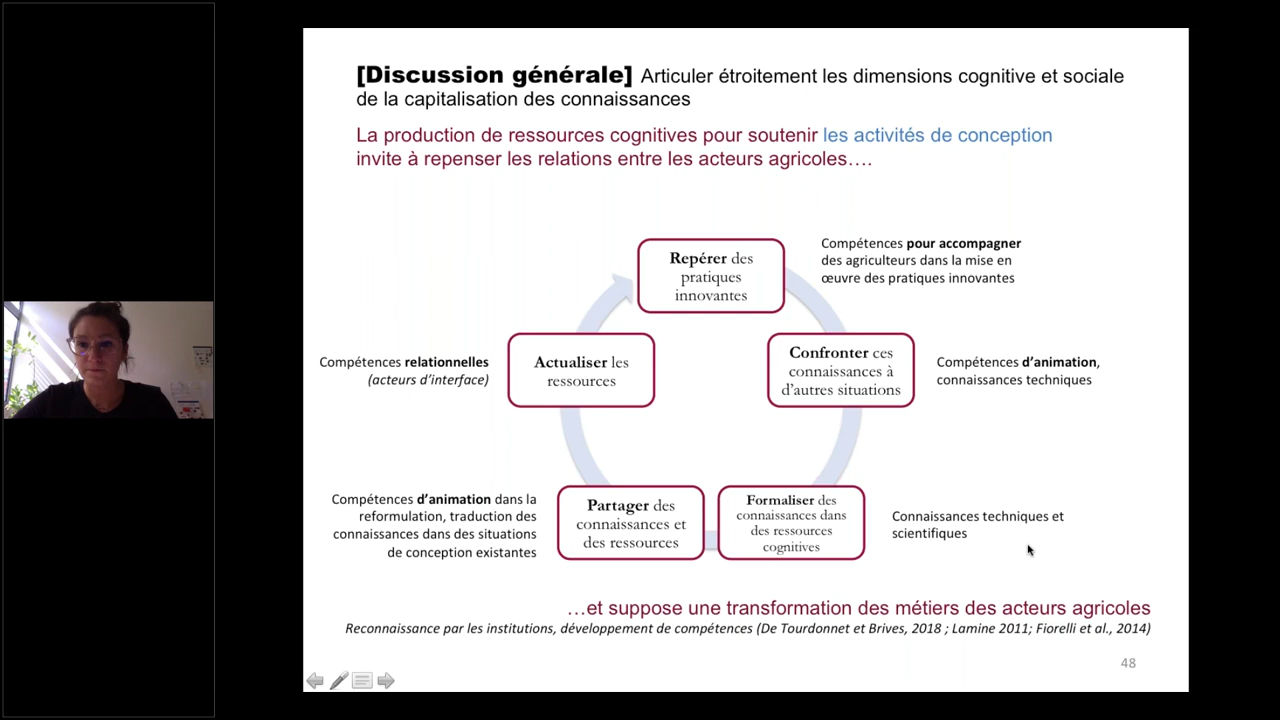 [Discussion générale] Articuler étroitement les dimensions cognitive et sociale
de la capitalisation des connaissances
La production de ressources cognitives pour soutenir les activités de conception
invite à repenser les relations entre les acteurs agricoles….
Repérer des
pratiques
innovantes
Compétences pour accompagner
des agriculteurs dans la mise en
œuvre des pratiques innovantes
Confronter ces
connaissances à
d’autres situations
Compétences d’animation,
connaissances techniques
Formaliser des
connaissances dans
des ressources
cognitives
Connaissances techniques et
scientifiques
Partager des
connaissances et
des ressources
Compétences d’animation dans la
reformulation, traduction des
connaissances dans des situations
de conception existantes
Actualiser les
ressources
Compétences relationnelles
(acteurs d’interface)
…et suppose une transformation des métiers des acteurs agricoles
Reconnaissance par les institutions, développement de compétences (De Tourdonnet et Brives, 2018 ; Lamine 2011; Fiorelli et al., 2014)
48